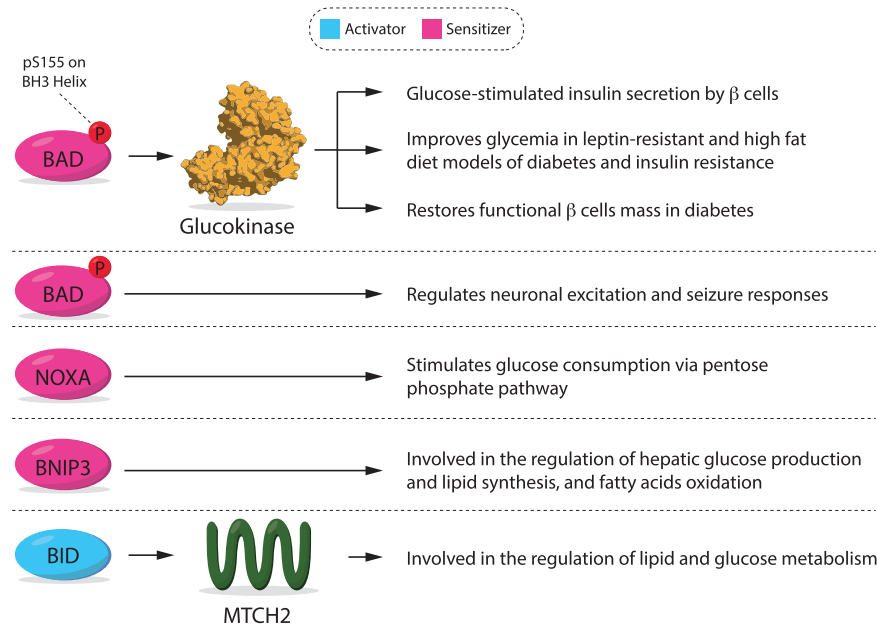 Activator
Sensitizer
pS155 on
BH3 Helix
P
BAD
Glucokinase
Glucose-stimulated insulin secretion by β cells
Improves glycemia in leptin-resistant and high fat
diet models of diabetes and insulin resistance
Restores functional β cells mass in diabetes
P
BAD
Regulates neuronal excitation and seizure responses
NOXA
Stimulates glucose consumption via pentose
phosphate pathway
BNIP3
Involved in the regulation of hepatic glucose production
and lipid synthesis, and fatty acids oxidation
BID
MTCH2
Involved in the regulation of lipid and glucose metabolism